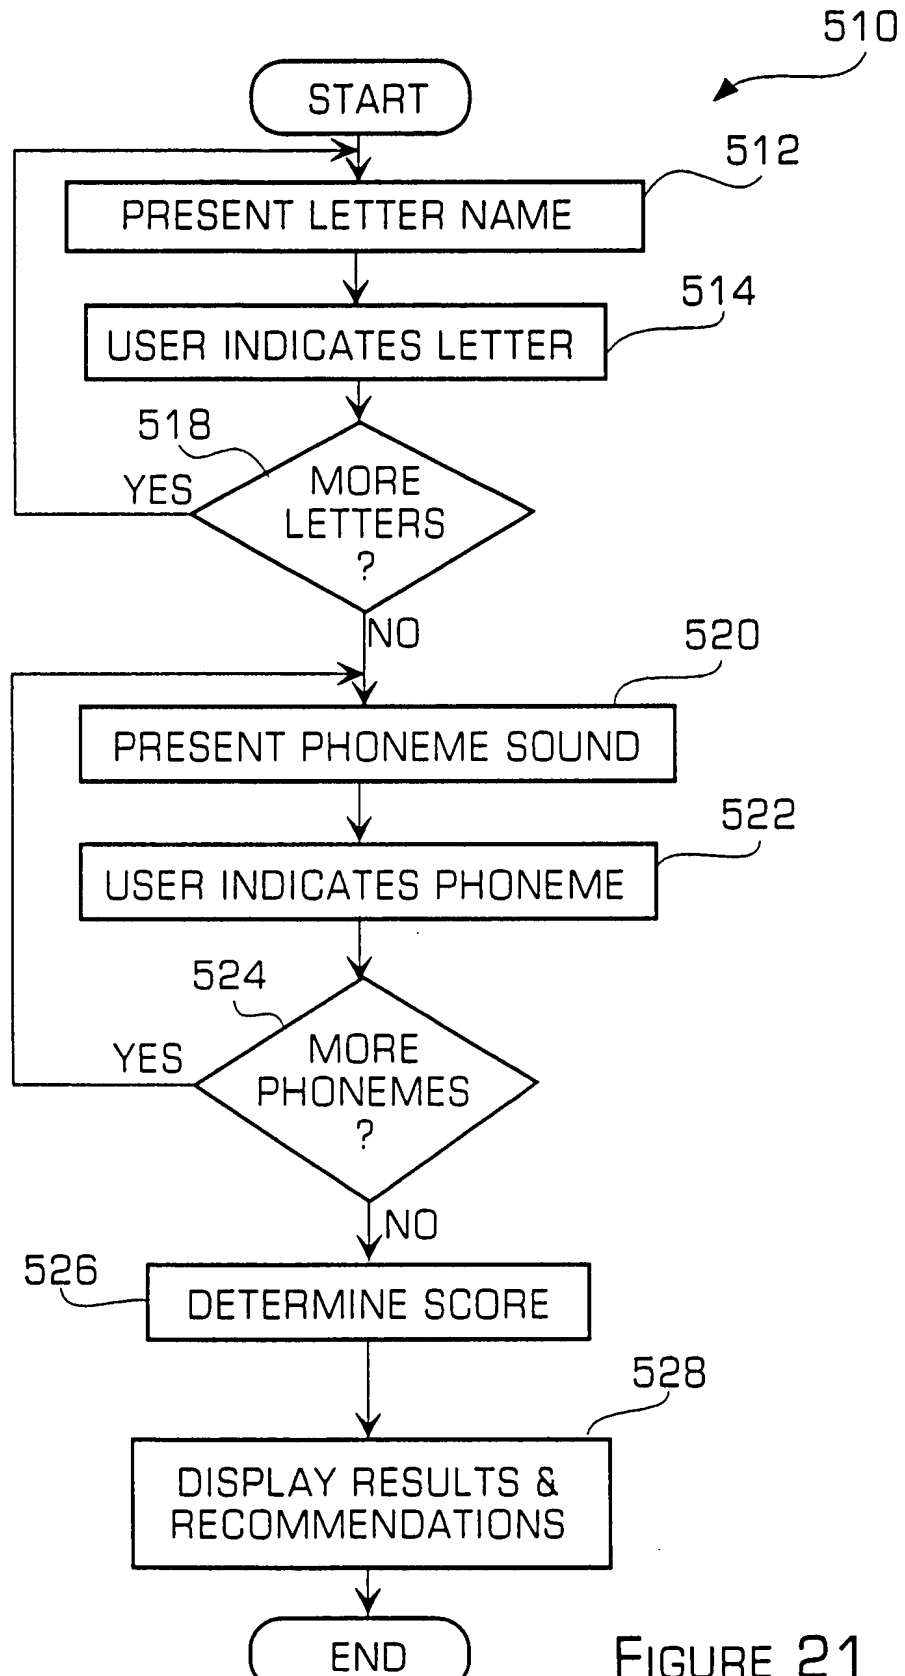 510
START
512
PRESENT LETTER NAME
514
USER INDICATES LETTER
518
YES
MORE
LETTERS
?
NO
520
PRESENT PHONEME SOUND
522
USER INDICATES PHONEME
524
YES
MORE
PHONEMES
?
NO
526
DETERMINE SCORE
528
DISPLAY RESULTS &
RECOMMENDATIONS
END
FIGURE 21